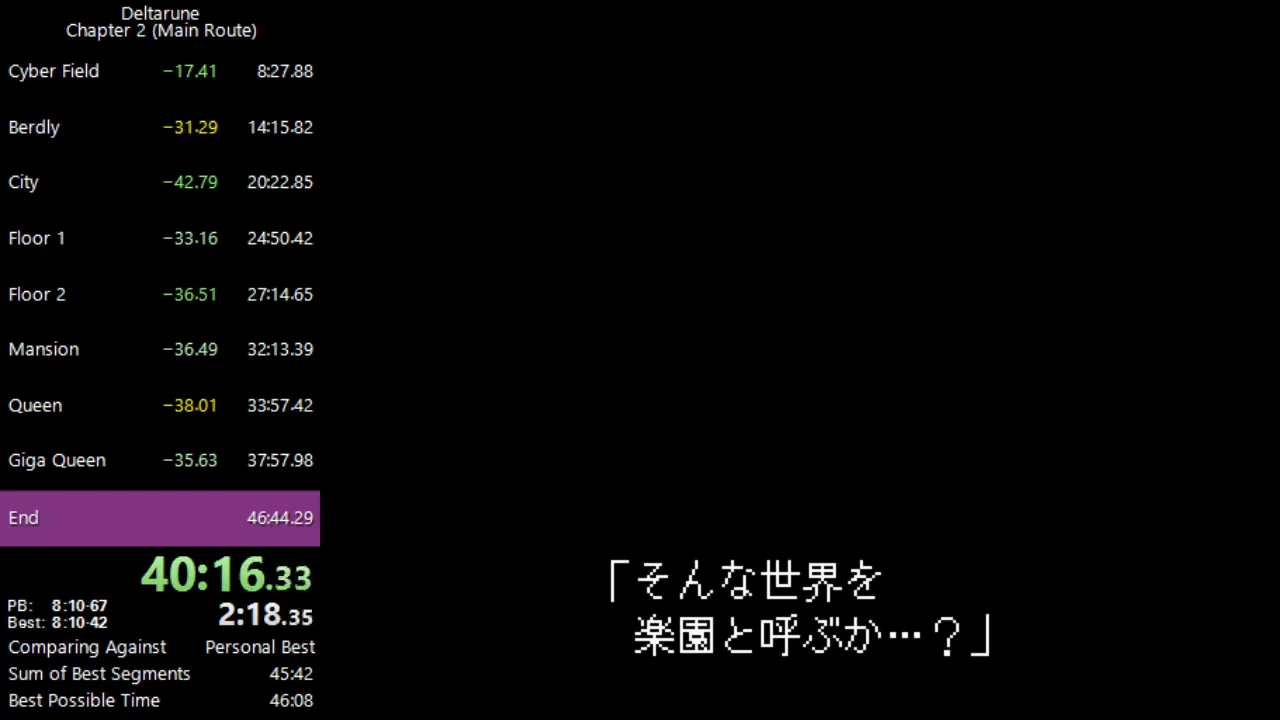 Deltarune
Chapter 2 (Main Route)
Cyber Field −17.41 8:27.88
Berdly −31.29 14:15.82
City −42.79 20:22.85
Floor 1 −33.16 24:50.42
Floor 2 −36.51 27:14.65
Mansion −36.49 32:13.39
Queen −38.01 33:57.42
Giga Queen −35.63 37:57.98
End 46:44.29
40:16.33
PB: 8:10.67
Best: 8:10.42
2:18.35
Comparing Against Personal Best
Sum of Best Segments 45:42
Best Possible Time 46:08
「そんな世界を
楽園と呼ぶか…？」